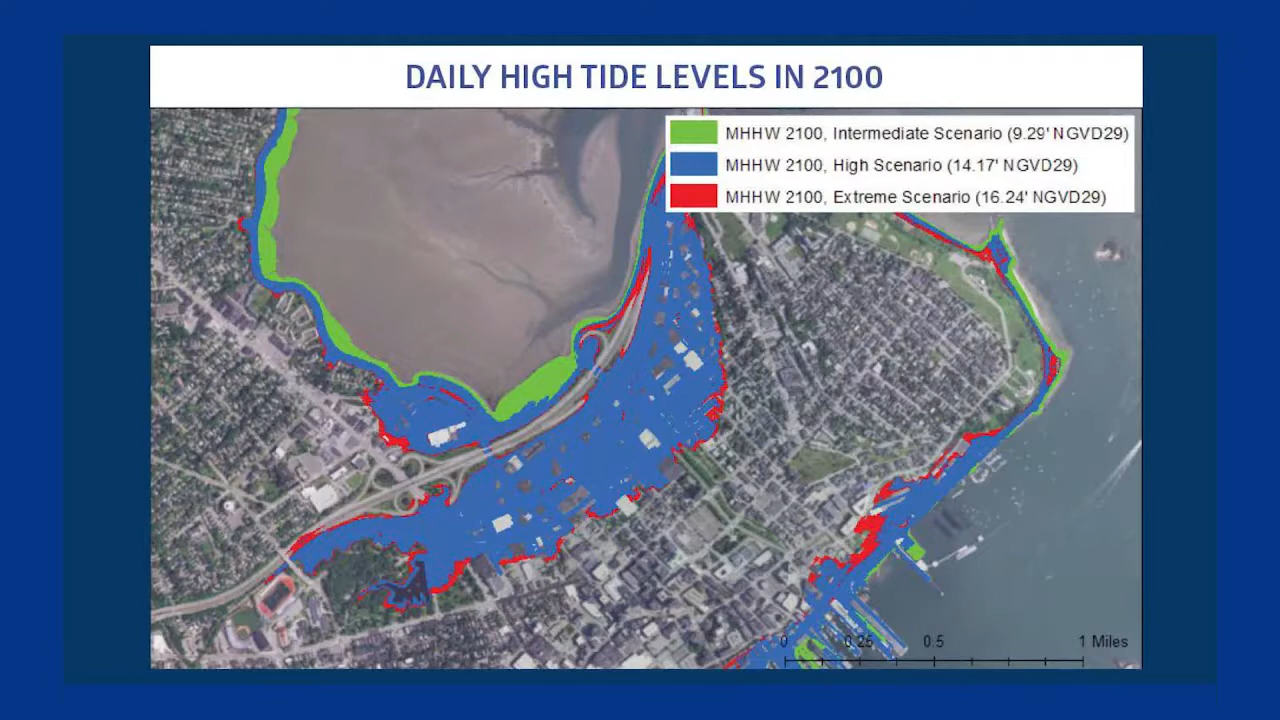 DAILY HIGH TIDE LEVELS IN 2100
MHHW 2100, Intermediate Scenario (9.29' NGVD29)
MHHW 2100, High Scenario (14.17' NGVD29)
MHHW 2100, Extreme Scenario (16.24' NGVD29)
0 0.25 0.5 1 Miles